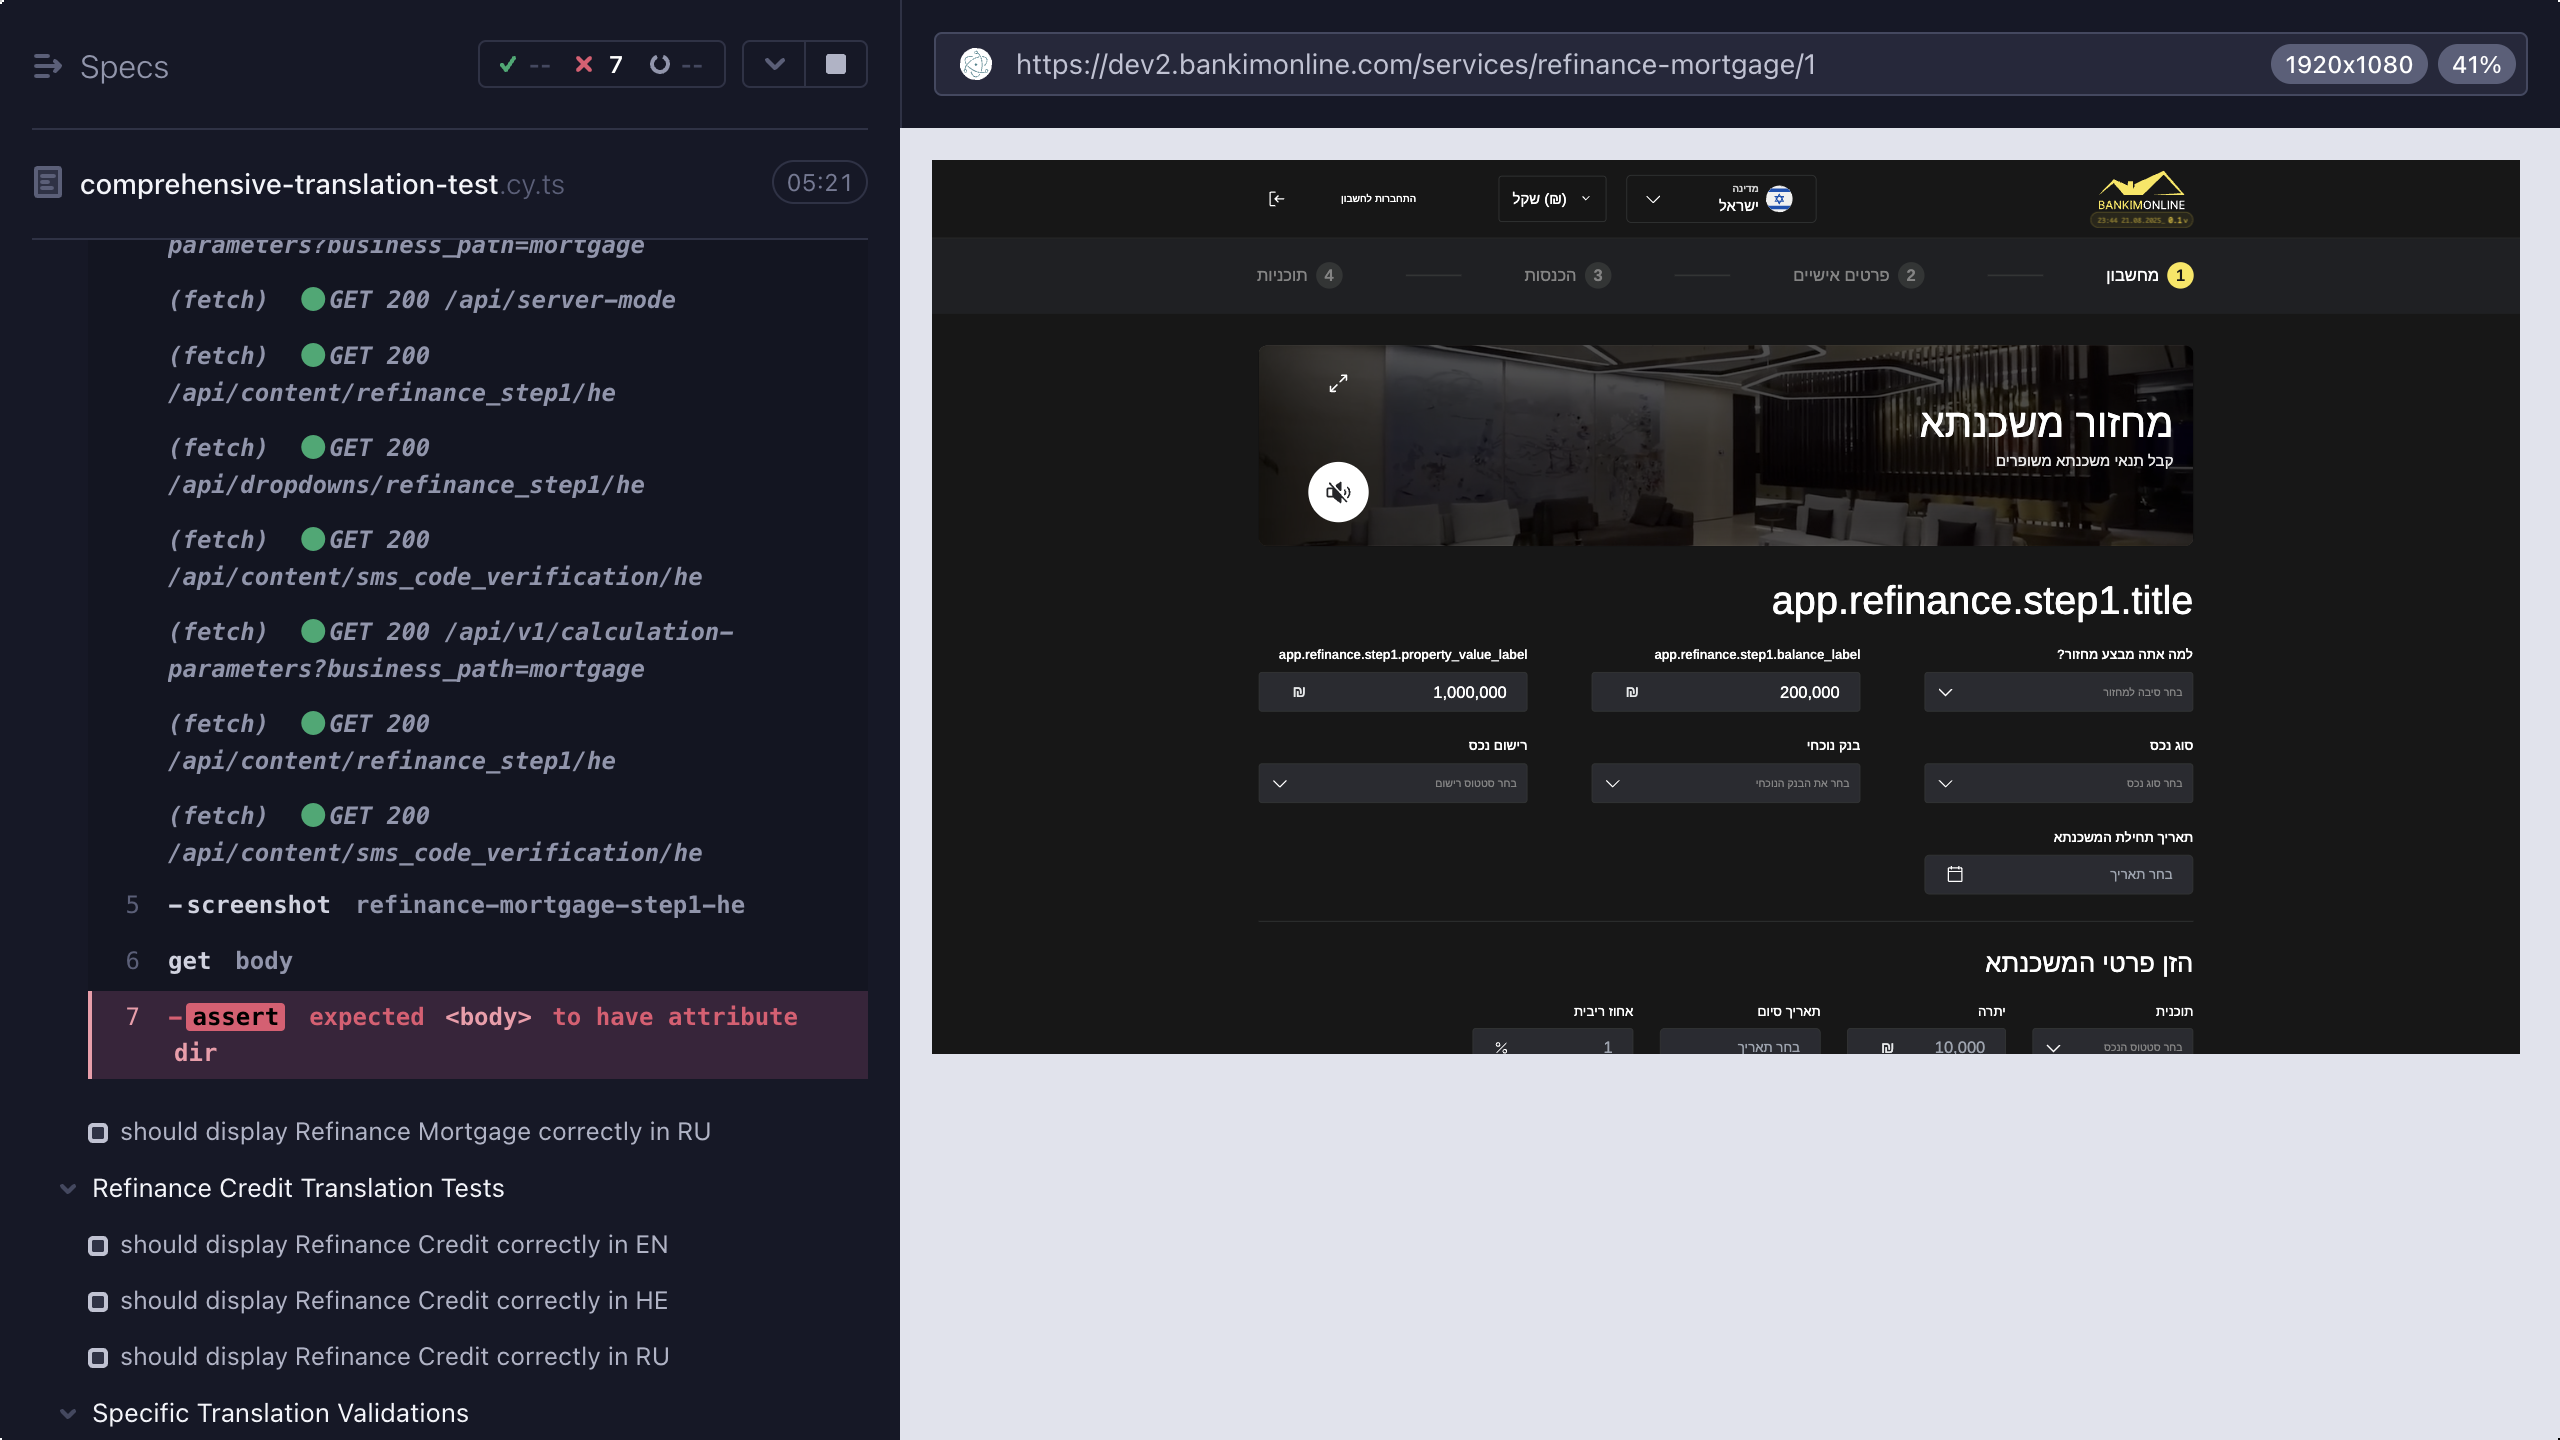 Specs
-- 7 --
comprehensive-translation-test.cy.ts
05:21
parameters?business_path=mortgage
(fetch) GET 200 /api/server-mode
(fetch) GET 200
/api/content/refinance_step1/he
(fetch) GET 200
/api/dropdowns/refinance_step1/he
(fetch) GET 200
/api/content/sms_code_verification/he
(fetch) GET 200 /api/v1/calculation-
parameters?business_path=mortgage
(fetch) GET 200
/api/content/refinance_step1/he
(fetch) GET 200
/api/content/sms_code_verification/he
5 -screenshot refinance-mortgage-step1-he
6 get body
7 -assert expected <body> to have attribute
dir
should display Refinance Mortgage correctly in RU
Refinance Credit Translation Tests
should display Refinance Credit correctly in EN
should display Refinance Credit correctly in HE
should display Refinance Credit correctly in RU
Specific Translation Validations
https://dev2.bankimonline.com/services/refinance-mortgage/1
1920x1080 41%
BANKIMONLINE
23:44 21.08.2025_ 0.1v
מדינה
ישראל
שקל (₪)
התחברות לחשבון
1 מחשבון
2 פרטים אישיים
3 הכנסות
4 תוכניות
מחזור משכנתא
קבל תנאי משכנתא משופרים
app.refinance.step1.title
למה אתה מבצע מחזור?
app.refinance.step1.balance_label
app.refinance.step1.property_value_label
בחר סיבה למחזור
200,000 ₪
1,000,000 ₪
סוג נכס
בנק נוכחי
רישום נכס
בחר סוג נכס
בחר את הבנק הנוכחי
בחר סטטוס רישום
תאריך תחילת המשכנתא
בחר תאריך
הזן פרטי המשכנתא
תוכנית
יתרה
תאריך סיום
אחוז ריבית
בחר סטטוס הנכס
10,000 ₪
בחר תאריך
1 %